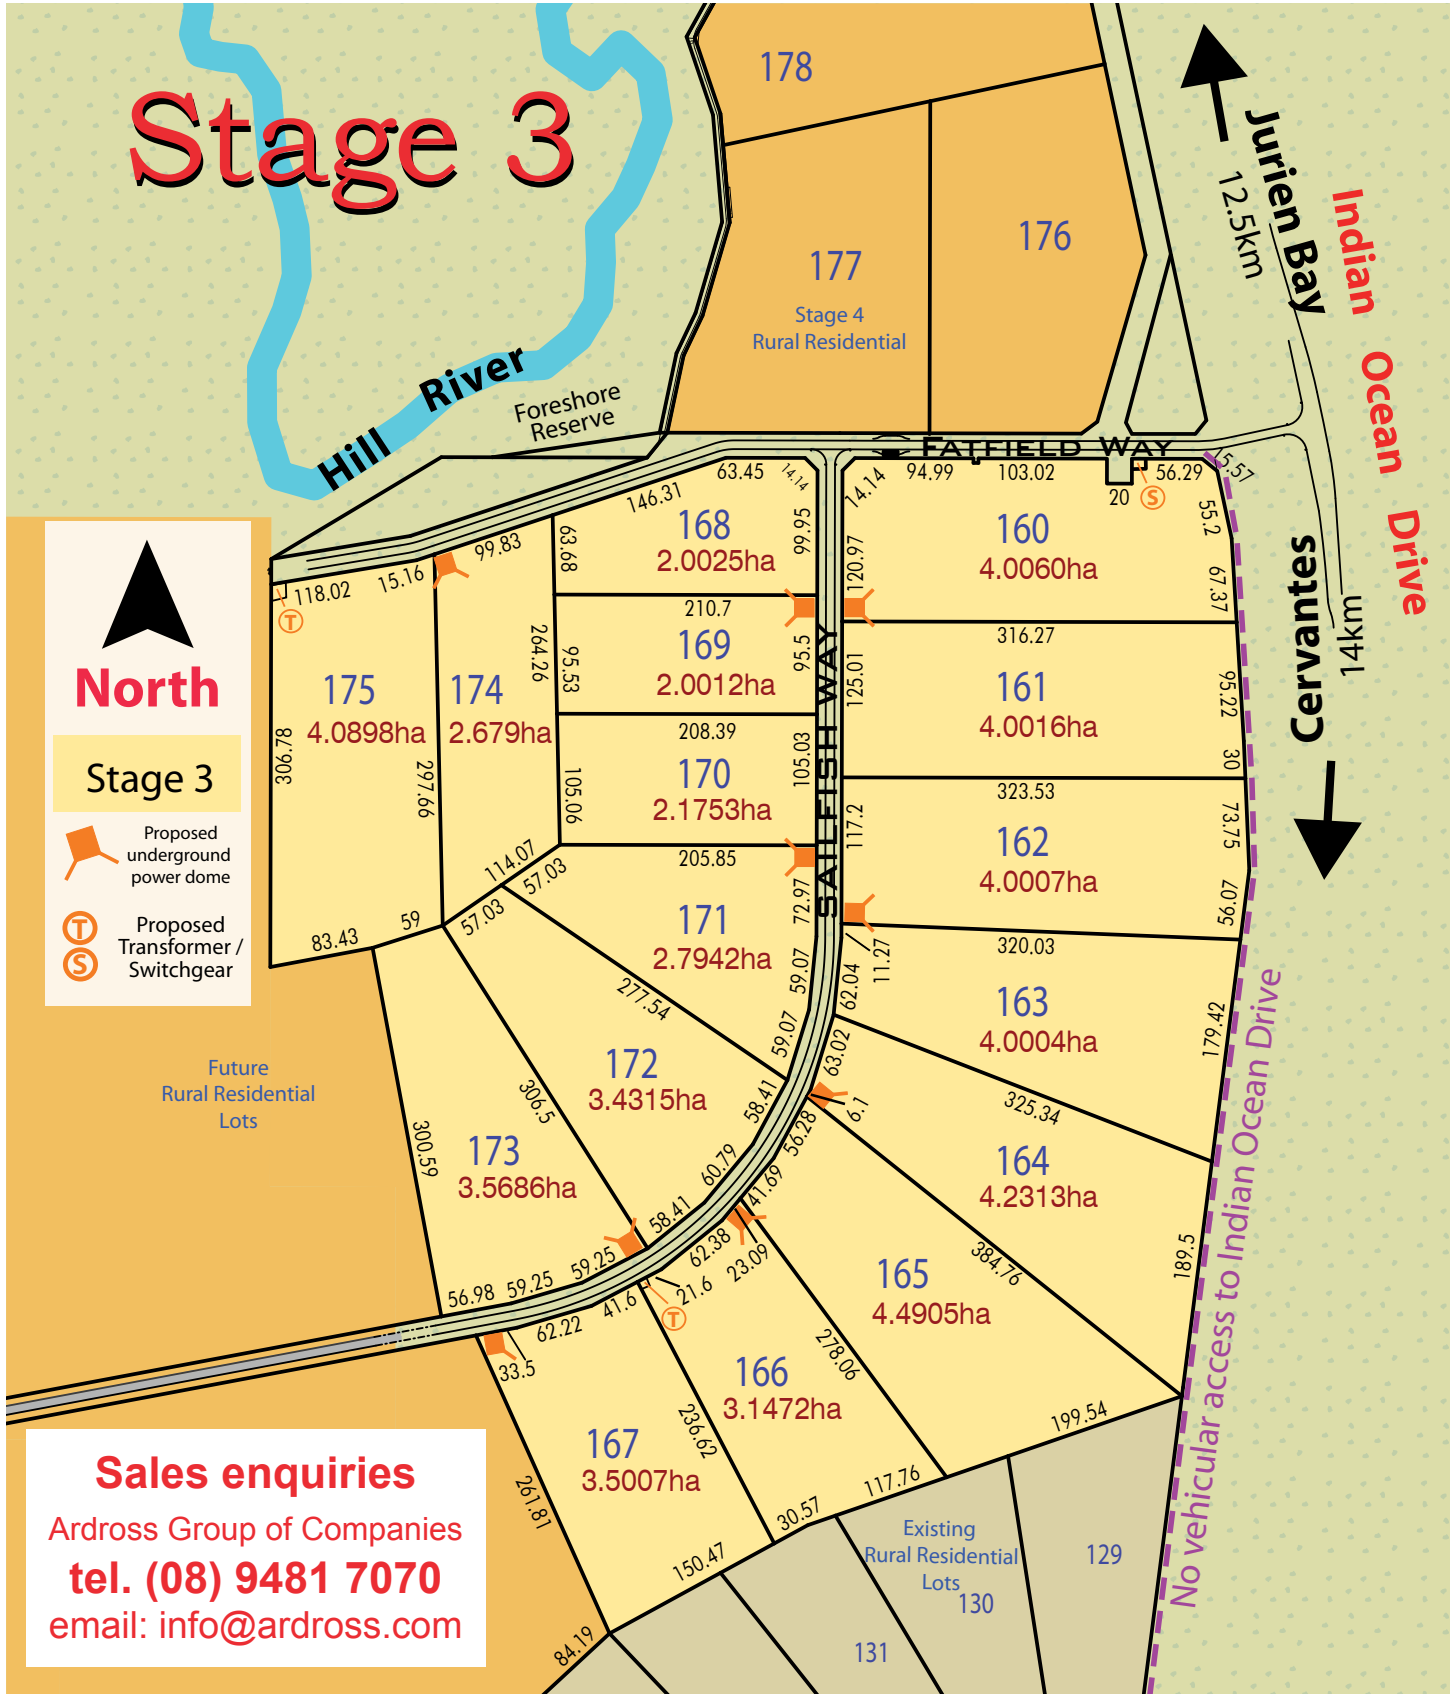 Stage 3
178
177
Stage 4
Rural Residential
176
Jurien Bay
12.5km
Indian Ocean Drive
Hill River
Foreshore
Reserve
FATFIELD WAY
63.45
14.14
14.14
94.99
103.02
20
S
56.29
15.57
146.31
99.83
15.16
118.02
T
63.68
168
2.0025ha
99.95
120.97
160
4.0060ha
55.2
67.37
210.7
316.27
North
Stage 3
Proposed
underground
power dome
T
S
Proposed
Transformer /
Switchgear
175
4.0898ha
306.78
297.66
174
2.679ha
264.26
95.53
169
2.0012ha
95.5
SAILFISH WAY
125.01
161
4.0016ha
95.22
30
Cervantes
14km
208.39
323.53
105.06
170
2.1753ha
105.03
117.2
162
4.0007ha
73.75
56.07
205.85
114.07
57.03
57.03
59
83.43
171
2.7942ha
72.97
59.07
59.07
11.27
62.04
320.03
163
4.0004ha
179.42
277.54
63.02
6.1
325.34
Future
Rural Residential
Lots
172
3.4315ha
306.5
58.41
60.79
58.41
300.59
173
3.5686ha
56.28
41.69
164
4.2313ha
189.5
384.76
59.25
59.25
56.98
62.38
23.09
21.6
T
41.6
62.22
33.5
165
4.4905ha
278.06
199.54
166
3.1472ha
236.62
117.76
30.57
167
3.5007ha
261.81
150.47
84.19
Existing
Rural Residential
Lots
129
130
131
No vehicular access to Indian Ocean Drive
Sales enquiries
Ardross Group of Companies
tel. (08) 9481 7070
email: info@ardross.com